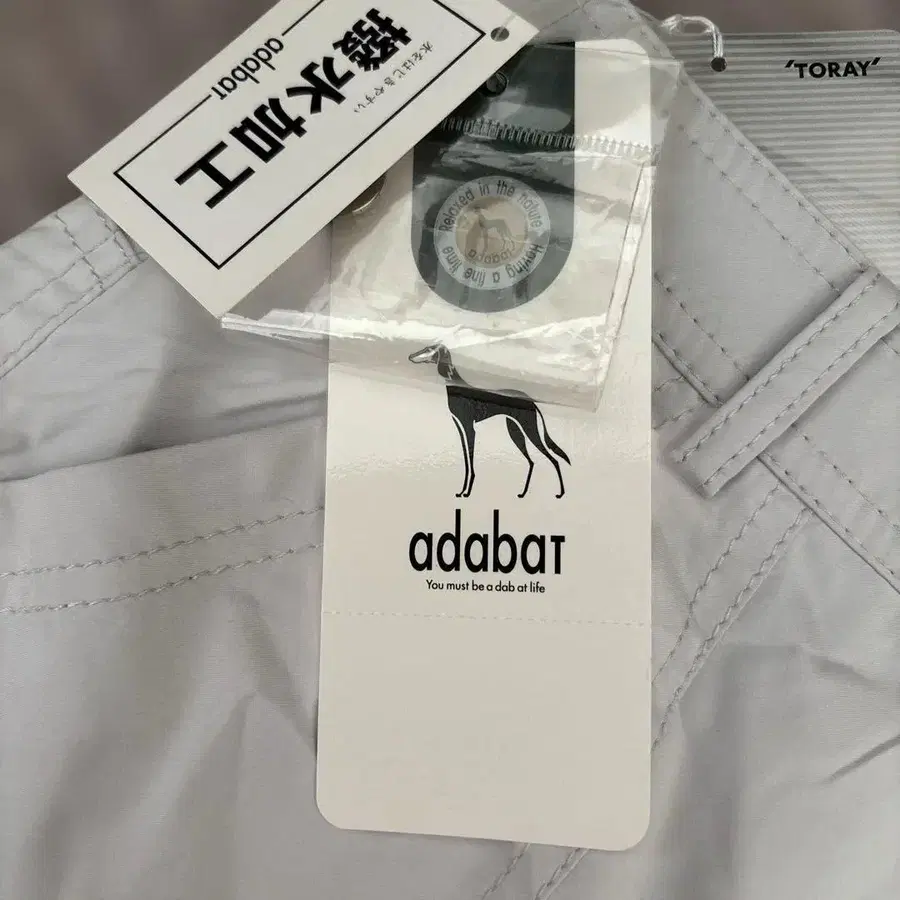 adabat
水をはじきやすい
撥水加工
'TORAY'
Relaxed in the nature
Having a fine time
adabat
adabat
You must be a dab at life